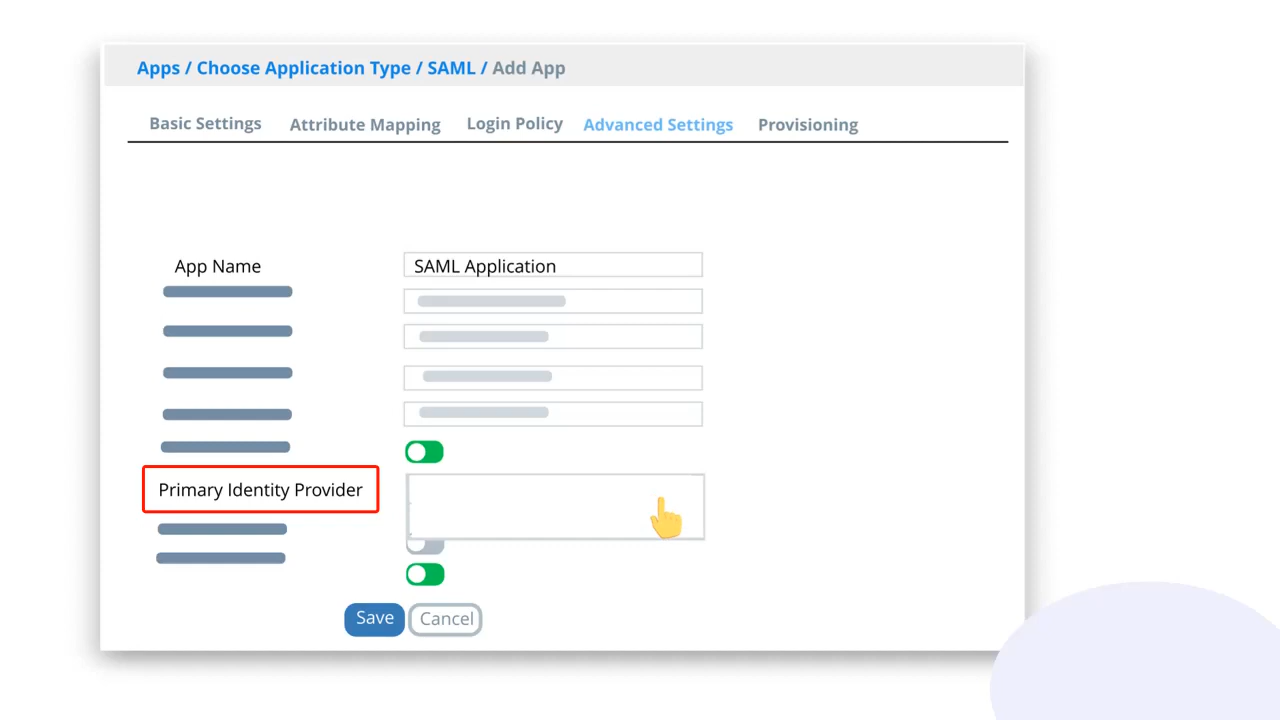 Apps / Choose Application Type / SAML / Add App
Basic Settings Attribute Mapping Login Policy Advanced Settings Provisioning
App Name SAML Application
Primary Identity Provider
Save Cancel